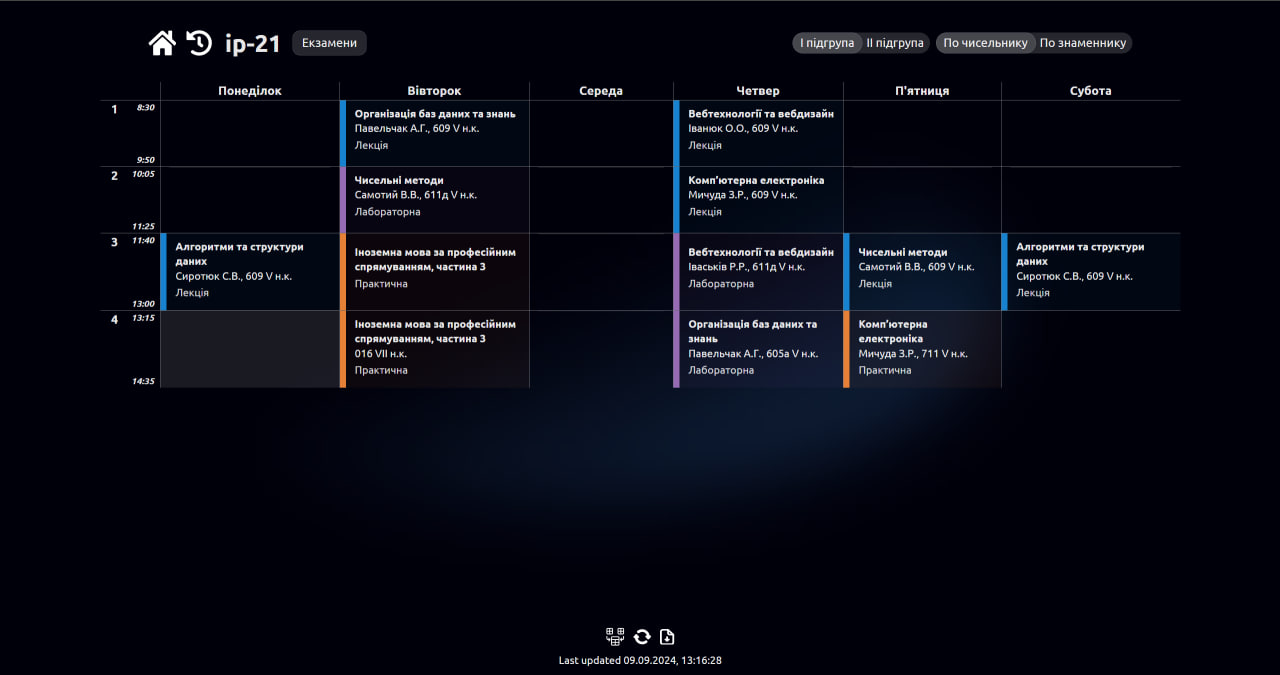 ір-21
Екзамени
I підгрупа
II підгрупа
По чисельнику
По знаменнику
Понеділок
Вівторок
Середа
Четвер
П'ятниця
Субота
1
8:30
9:50
Організація баз даних та знань
Павельчак А.Г., 609 V н.к.
Лекція
Вебтехнології та вебдизайн
Іванюк О.О., 609 V н.к.
Лекція
2
10:05
11:25
Чисельні методи
Самотий В.В., 611д V н.к.
Лабораторна
Комп’ютерна електроніка
Мичуда З.Р., 609 V н.к.
Лекція
3
11:40
13:00
Алгоритми та структури
даних
Сиротюк С.В., 609 V н.к.
Лекція
Іноземна мова за професійним
спрямуванням, частина 3
Практична
Вебтехнології та вебдизайн
Іваськів Р.Р., 611д V н.к.
Лабораторна
Чисельні методи
Самотий В.В., 609 V н.к.
Лекція
Алгоритми та структури
даних
Сиротюк С.В., 609 V н.к.
Лекція
4
13:15
14:35
Іноземна мова за професійним
спрямуванням, частина 3
016 VII н.к.
Практична
Організація баз даних та
знань
Павельчак А.Г., 605а V н.к.
Лабораторна
Комп’ютерна
електроніка
Мичуда З.Р., 711 V н.к.
Практична
Last updated 09.09.2024, 13:16:28